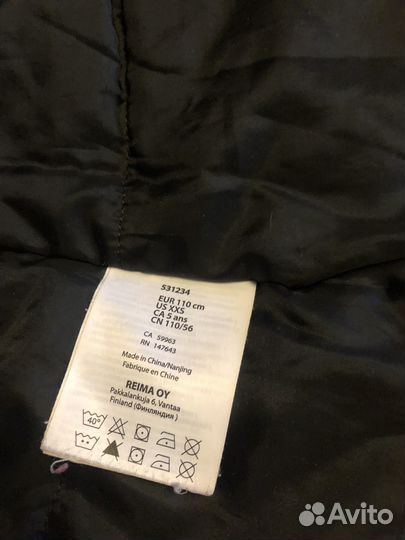 531234
EUR 110 cm
US XXS
CA 5 ans
CN 110/56
CA 59963
RN 147643
Made in China/Nanjing
Fabrique en Chine
REIMA OY
Pakkalankuja 6, Vantaa
Finland (Финляндия)
40°
Avito